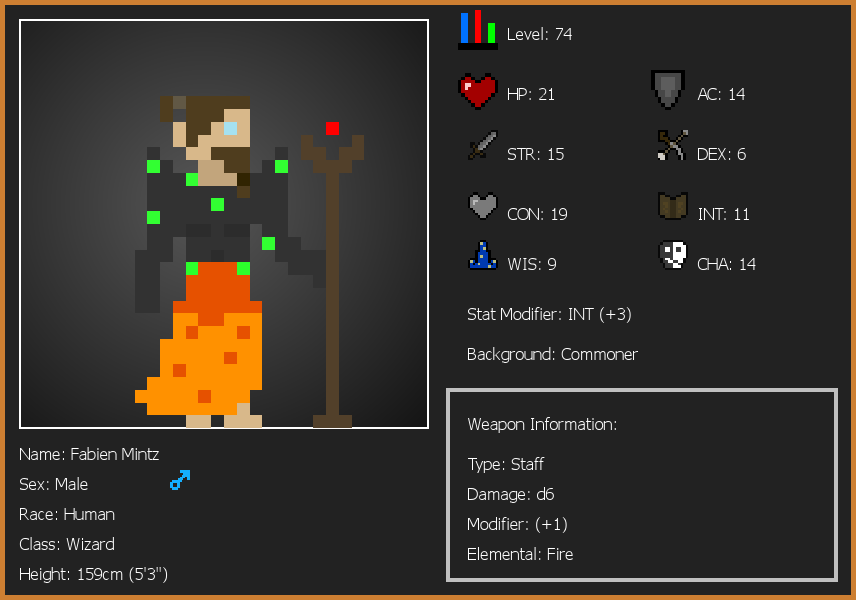 Level: 74
HP: 21
AC: 14
STR: 15
DEX: 6
CON: 19
INT: 11
WIS: 9
CHA: 14
Stat Modifier: INT (+3)
Background: Commoner
Weapon Information:
Type: Staff
Damage: d6
Modifier: (+1)
Elemental: Fire
Name: Fabien Mintz
Sex: Male
Race: Human
Class: Wizard
Height: 159cm (5'3")